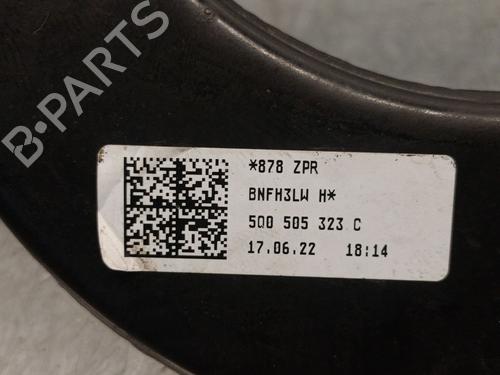 B-PARTS
*878 ZPR
BNFH3LW H*
5Q0 505 323 C
17.06.22 18:14